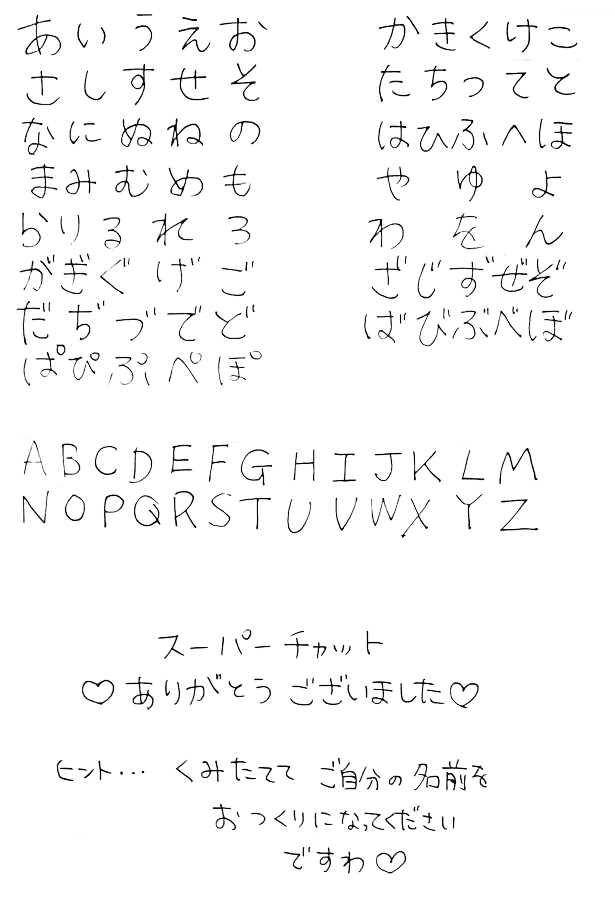 あいうえお かきくけこ
さしすせそ たちつてと
なにぬねの はひふへほ
まみむめも や ゆ よ
らりるれろ わ を ん
がぎぐげご ざじずぜぞ
だぢづでど ばびぶべぼ
ぱぴぷぺぽ
ABCDEFGHIJKLM
NOPQRSTUVWXYZ
スーパーチャット
♡ありがとうございました♡
ヒント… くみたてて ご自分の名前を
おつくりになってください
ですわ♡